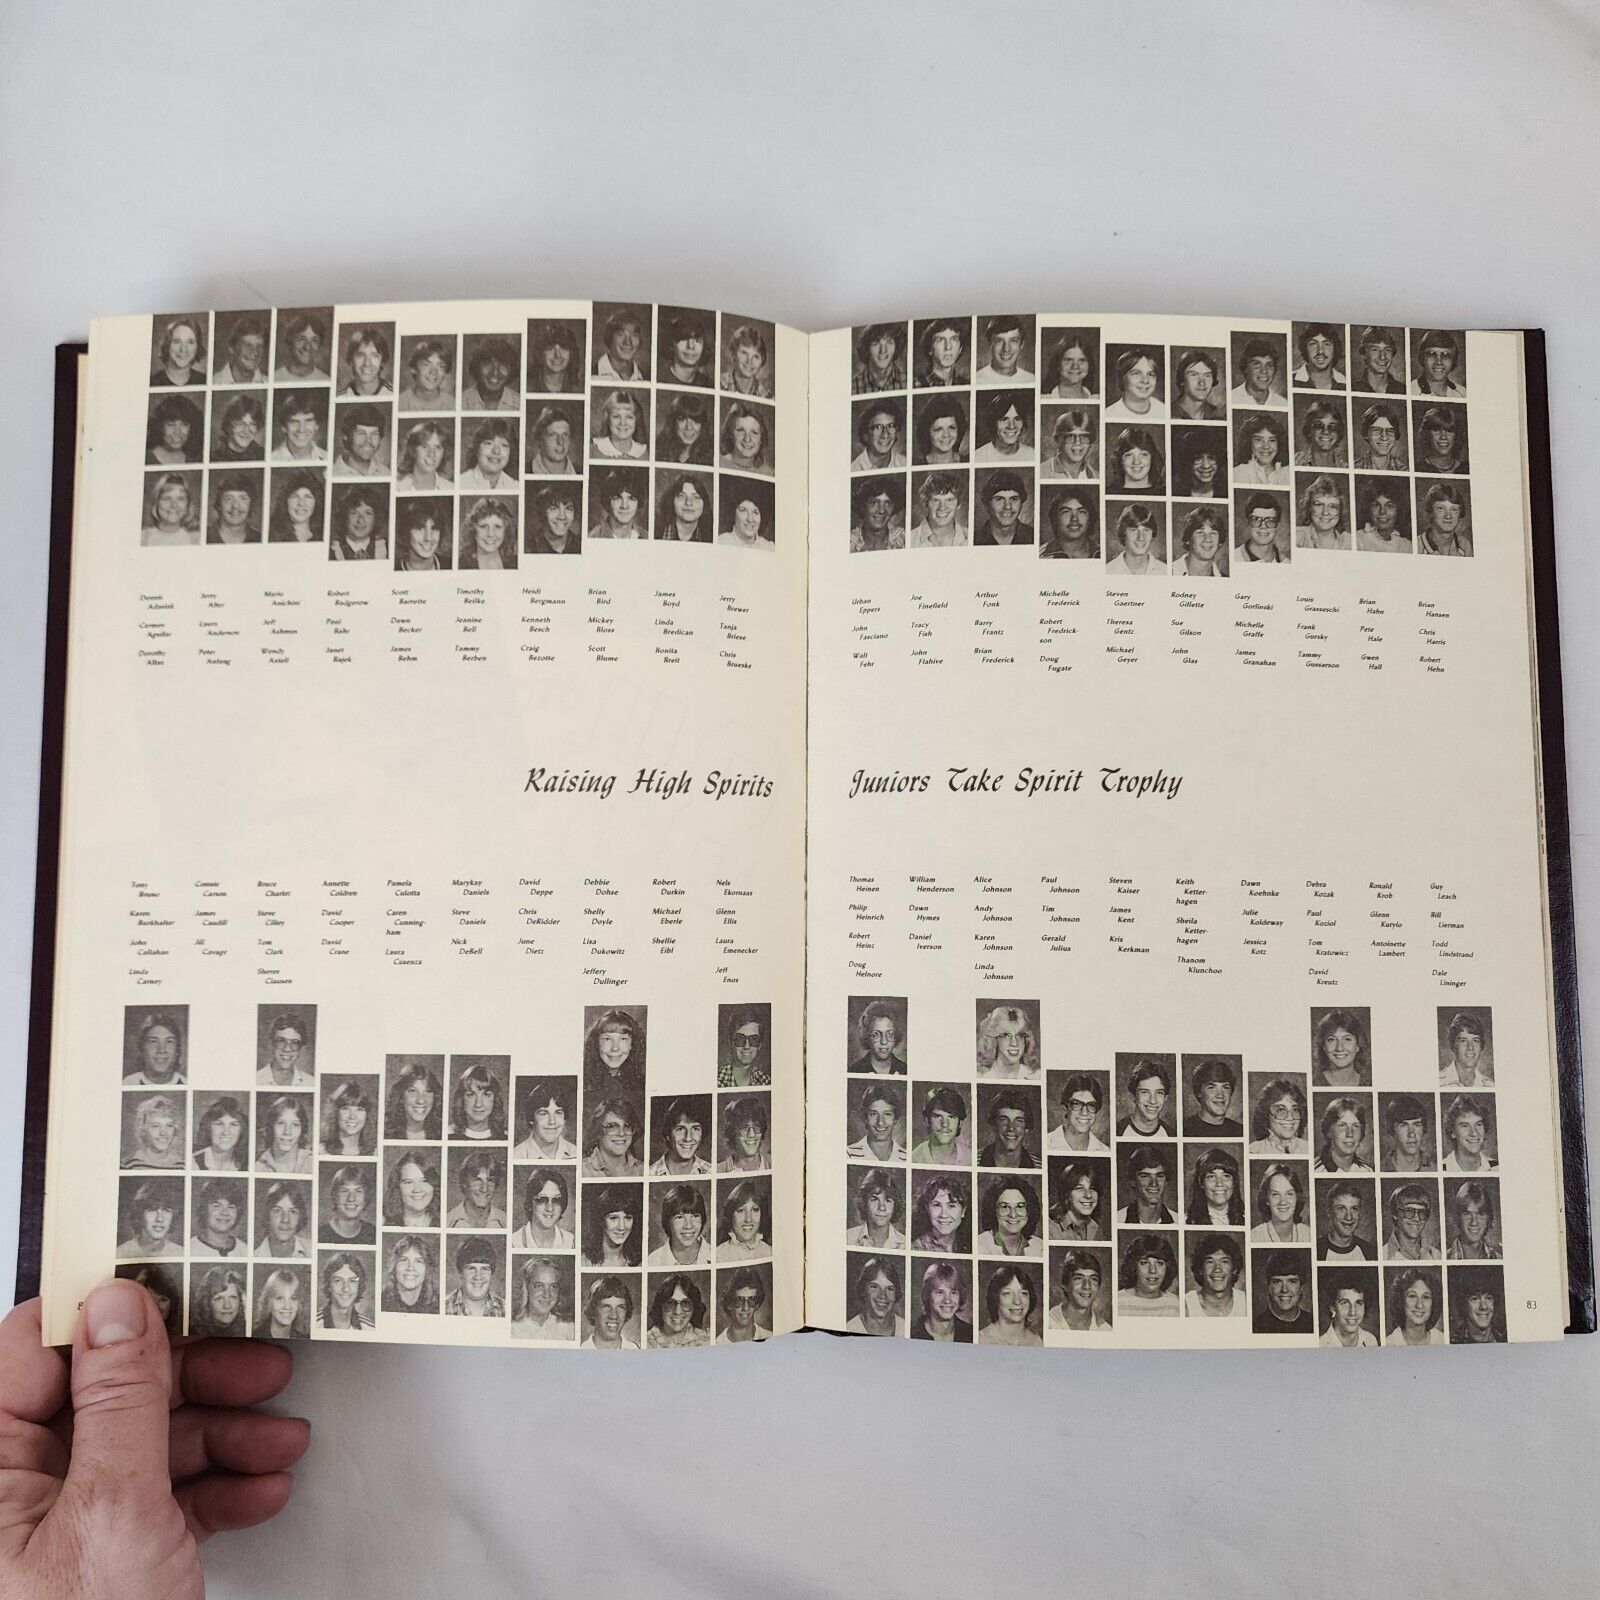 Dennis Adasiak
Jerry Alter
Mario Anichini
Robert Badgerow
Scott Barrette
Timothy Beilke
Heidi Bergmann
Brian Bird
James Boyd
Jerry Brewer
Carmen Aguilar
Laura Anderson
Jeff Ashmus
Paul Bahr
Dawn Becker
Jeanine Bell
Kenneth Besch
Mickey Bloss
Linda Bredican
Tanja Briese
Dorothy Allan
Peter Anfang
Wendy Axtell
Janet Bajek
James Behm
Tammy Berben
Craig Bezotte
Scott Blume
Bonita Breit
Chris Brueske
Raising High Spirits
Tony Bruno
Connie Carson
Bruce Charlet
Annette Coldren
Pamela Culotta
Marykay Daniels
David Deppe
Debbie Dohse
Robert Durkin
Nels Ekornaas
Karen Burkhalter
James Caudill
Steve Cilley
David Cooper
Caren Cunning-
ham
Steve Daniels
Chris DeRidder
Shelly Doyle
Michael Eberle
Glenn Ellis
John Callahan
Jill Cavage
Tom Clark
David Crane
Laura Cusenza
Nick DeBell
June Dietz
Lisa Dukowitz
Shellie Eibl
Laura Emenecker
Linda Carney
Sheree Clausen
Jeffery Dullinger
Jeff Enos
Urban Eppers
Joe Finefield
Arthur Fonk
Michelle Frederick
Steven Gaertner
Rodney Gillette
Gary Gorlinski
Louis Grasseschi
Brian Hahn
Brian Hansen
John Fasciano
Tracy Fish
Barry Frantz
Robert Fredrick-
son
Theresa Gentz
Sue Gilson
Michelle Graffe
Frank Gursky
Pete Hale
Chris Harris
Walt Fehr
John Flahive
Brian Frederick
Doug Fugate
Michael Geyer
John Glas
James Granahan
Tammy Gussarson
Gwen Hall
Robert Hehn
Juniors Take Spirit Trophy
Thomas Heinen
William Henderson
Alice Johnson
Paul Johnson
Steven Kaiser
Keith Ketter-
hagen
Dawn Koehnke
Debra Kozak
Ronald Krob
Guy Leach
Philip Heinrich
Dawn Hymes
Andy Johnson
Tim Johnson
James Kent
Sheila Ketter-
hagen
Julie Koldeway
Paul Koziol
Glenn Kurylo
Bill Lierman
Robert Heinz
Daniel Iverson
Karen Johnson
Gerald Julius
Kris Kerkman
Thanom Klunchoo
Jessica Kotz
Tom Kratowicz
Antoinette Lambert
Todd Lindstrand
Doug Helnore
Linda Johnson
David Kreutz
Dale Lininger
83